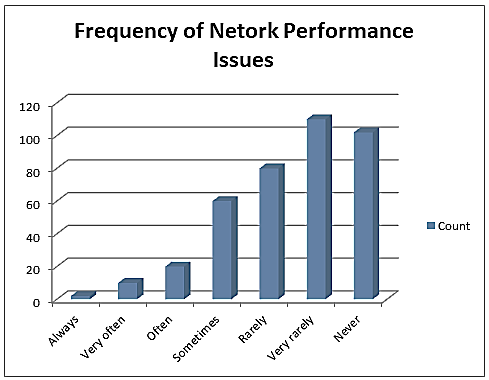 Frequency of Netork Performance
Issues
120
100
80
60
40
20
0
Always
Very often
Often
Sometimes
Rarely
Very rarely
Never
Count